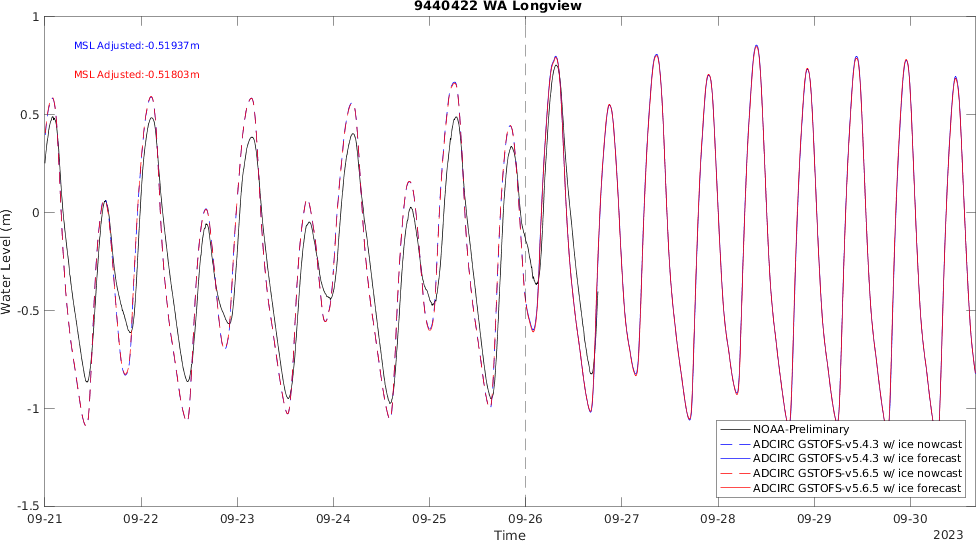 9440422 WA Longview
MSL Adjusted:-0.51937m
MSL Adjusted:-0.51803m
Water Level (m)
1
0.5
0
-0.5
-1
-1.5
NOAA-Preliminary
ADCIRC GSTOFS-v5.4.3 w/ ice nowcast
ADCIRC GSTOFS-v5.4.3 w/ ice forecast
ADCIRC GSTOFS-v5.6.5 w/ ice nowcast
ADCIRC GSTOFS-v5.6.5 w/ ice forecast
09-21 09-22 09-23 09-24 09-25 09-26 09-27 09-28 09-29 09-30
Time
2023